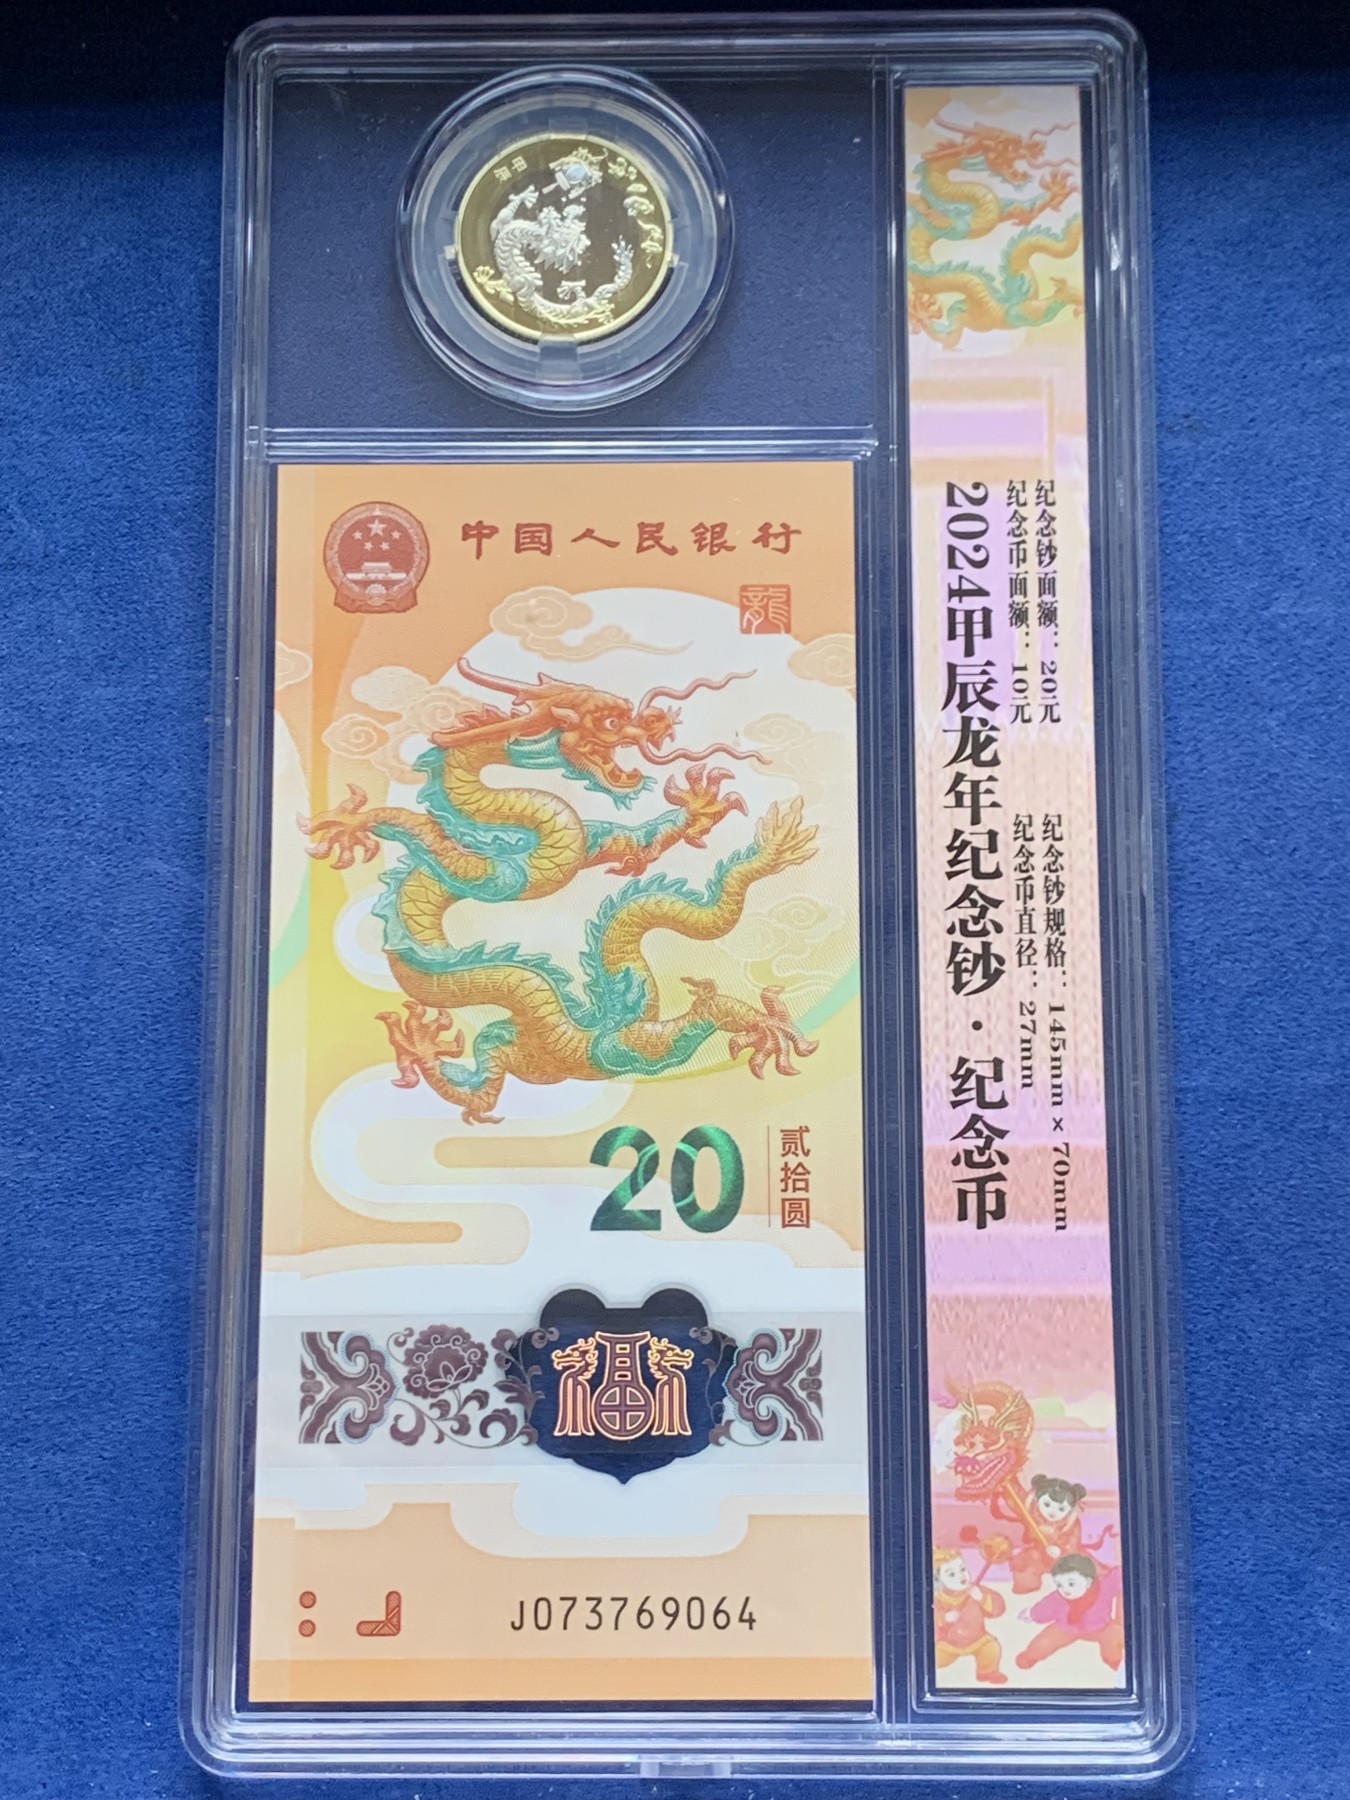 甲辰
中国人民银行
龍
20
贰拾圆
福
J073769064
纪念钞面额：20元
纪念币面额：10元
纪念钞规格：145mm×70mm
纪念币直径：27mm
2024甲辰龙年纪念钞·纪念币